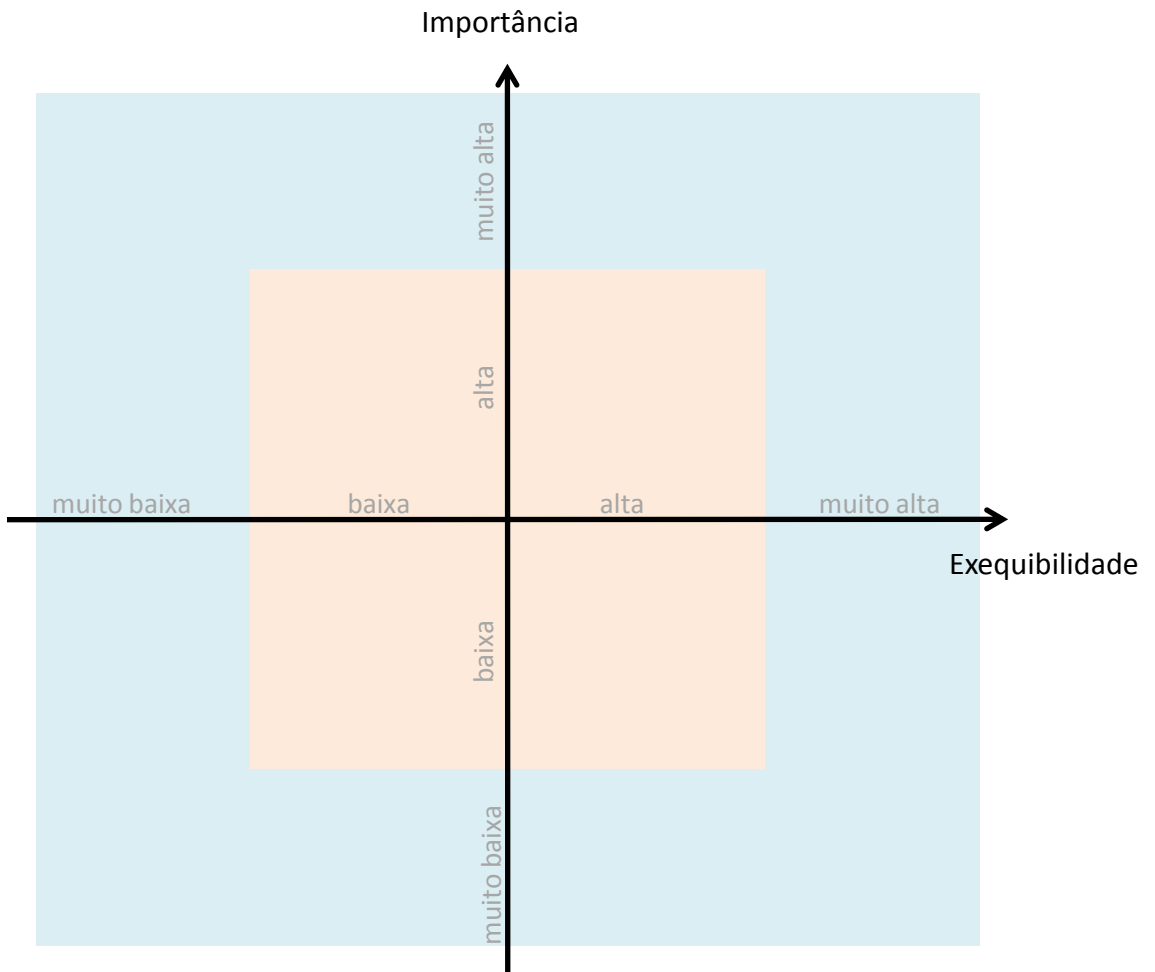 Importância
muito alta
alta
muito baixa
baixa
alta
muito alta
Exequibilidade
baixa
muito baixa